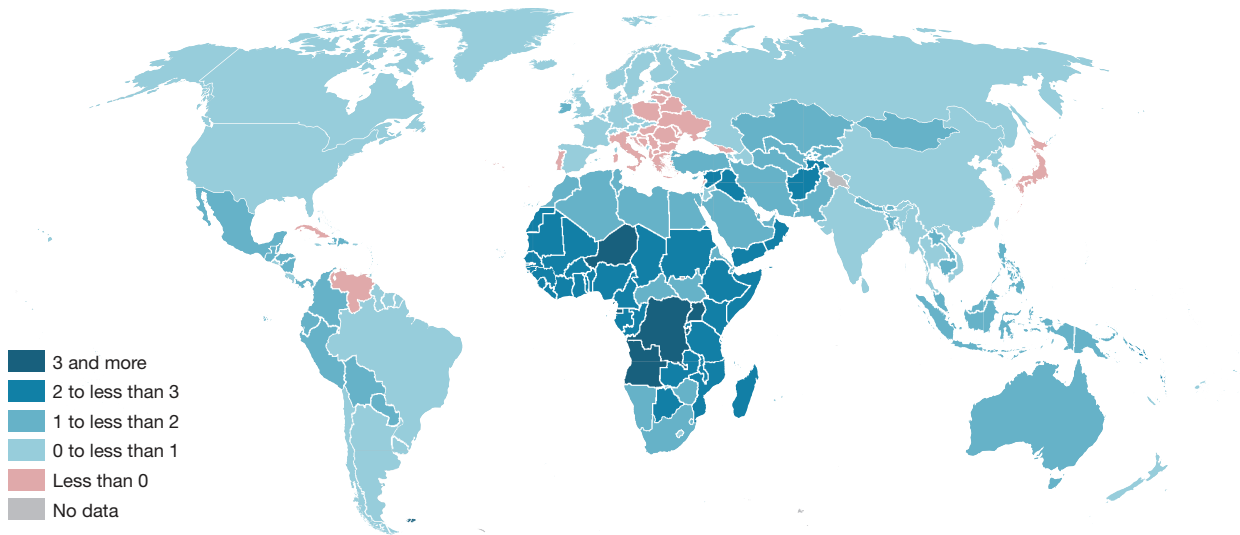 3 and more
2 to less than 3
1 to less than 2
0 to less than 1
Less than 0
No data